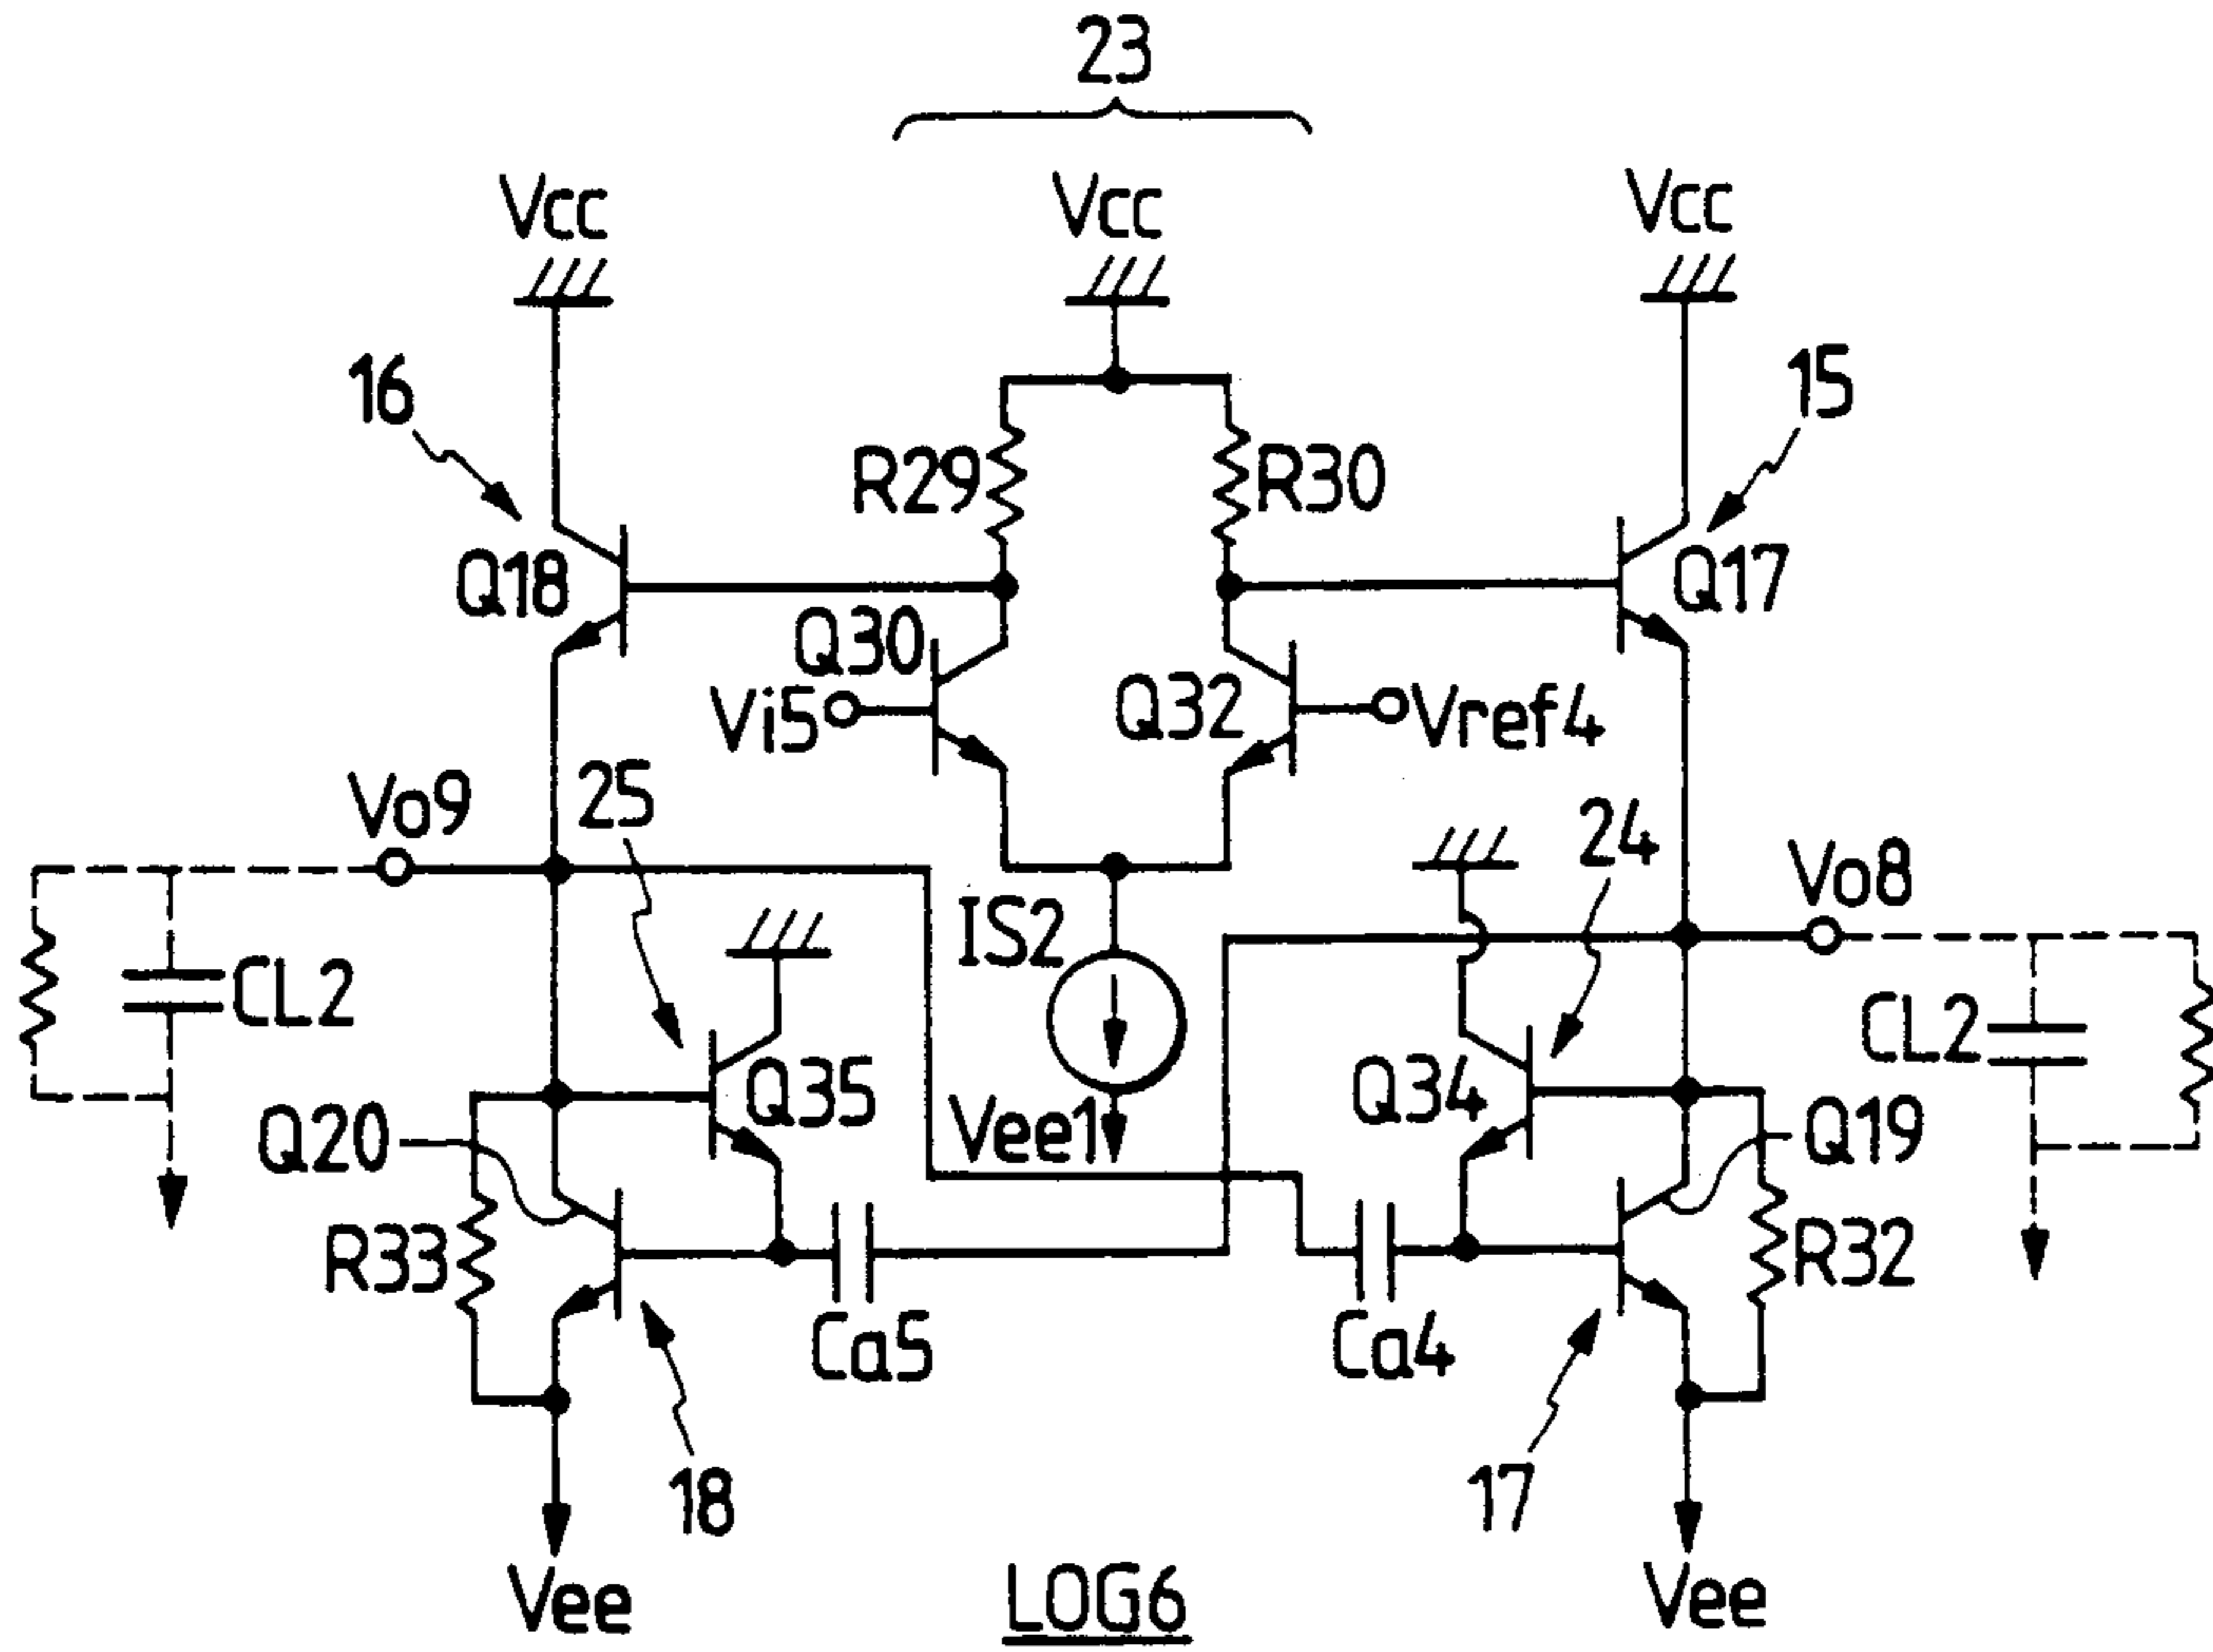 23
Vcc
Vcc
Vcc
16
15
R29
R30
Q18
Q17
Q30
Vi5
Q32
Vref4
Vo9
25
24
Vo8
IS2
CL2
CL2
Q35
Q34
Q20
Vee1
Q19
R33
R32
Ca5
Ca4
18
17
Vee
Vee
LOG6